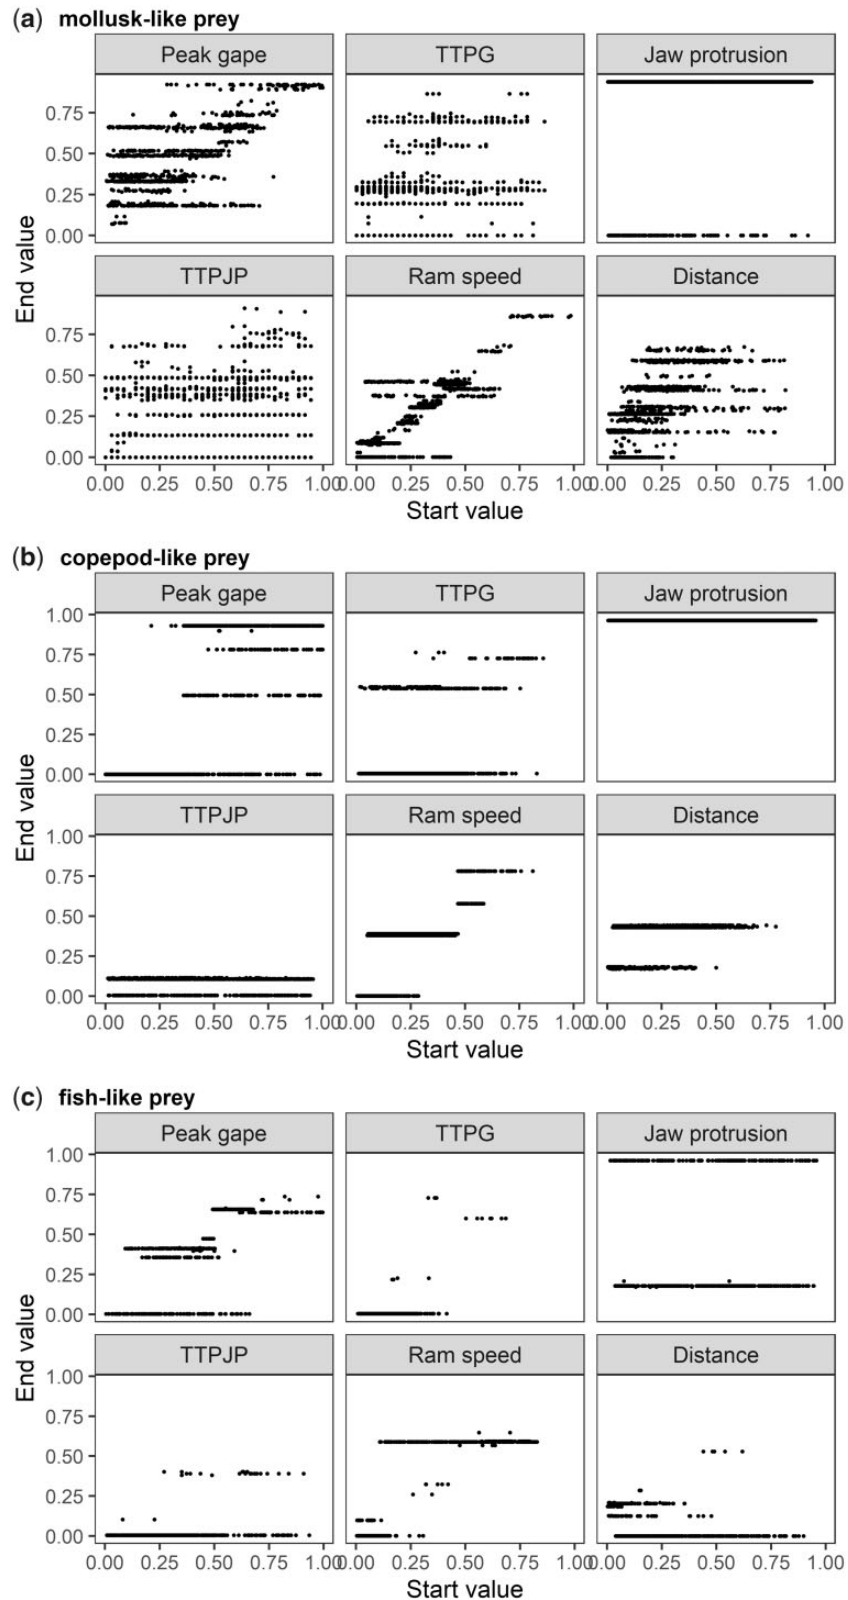 (a) mollusk-like prey
Peak gape TTPG Jaw protrusion
0.75
0.50
0.25
0.00
End value
TTPJP Ram speed Distance
0.75
0.50
0.25
0.00
0.00 0.25 0.50 0.75 1.00 0.00 0.25 0.50 0.75 1.00 0.00 0.25 0.50 0.75 1.00
Start value
(b) copepod-like prey
Peak gape TTPG Jaw protrusion
1.00
0.75
0.50
0.25
0.00
End value
TTPJP Ram speed Distance
1.00
0.75
0.50
0.25
0.00
0.00 0.25 0.50 0.75 1.00 0.00 0.25 0.50 0.75 1.00 0.00 0.25 0.50 0.75 1.00
Start value
(c) fish-like prey
Peak gape TTPG Jaw protrusion
1.00
0.75
0.50
0.25
0.00
End value
TTPJP Ram speed Distance
1.00
0.75
0.50
0.25
0.00
0.00 0.25 0.50 0.75 1.00 0.00 0.25 0.50 0.75 1.00 0.00 0.25 0.50 0.75 1.00
Start value